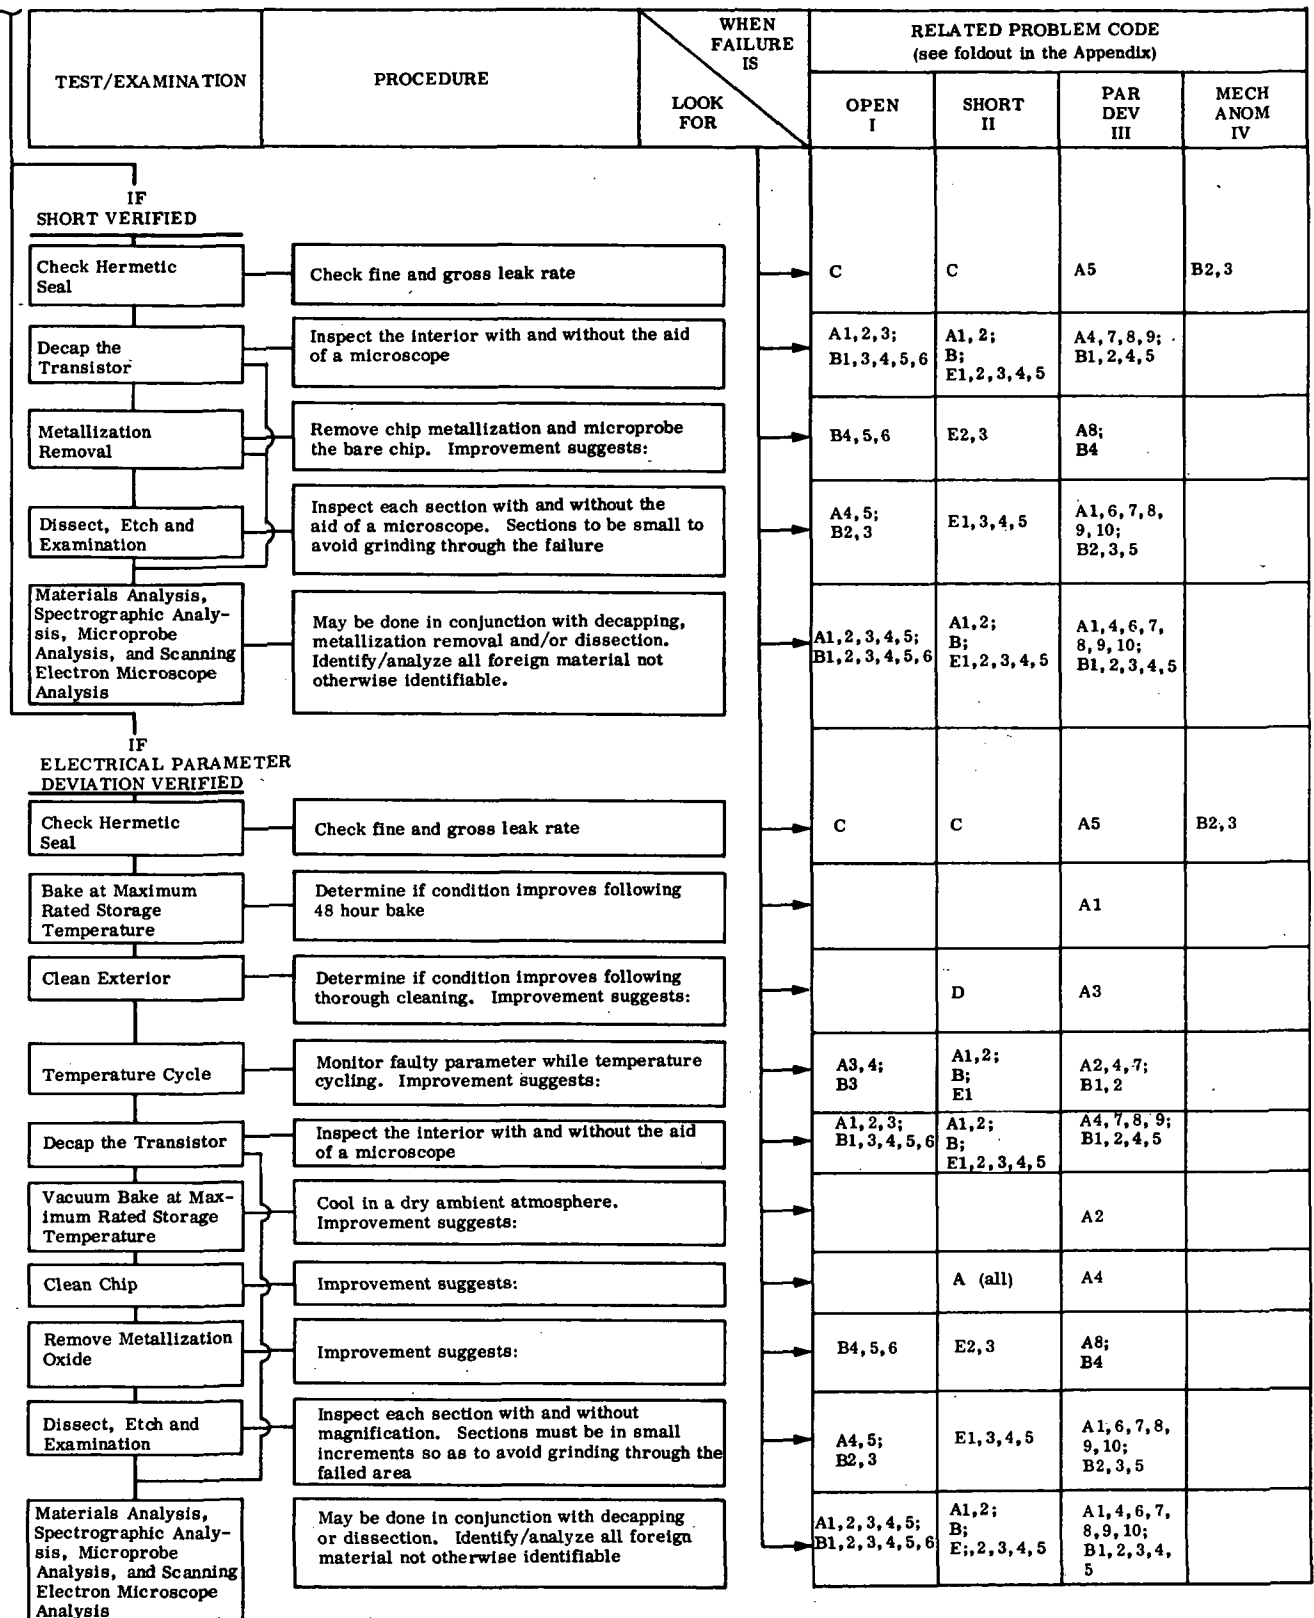 TEST/EXAMINATION
PROCEDURE
WHEN
FAILURE
IS
LOOK
FOR
RELATED PROBLEM CODE
(see foldout in the Appendix)
OPEN
I
SHORT
II
PAR
DEV
III
MECH
ANOM
IV
IF
SHORT VERIFIED
Check Hermetic
Seal
Check fine and gross leak rate
C
C
A5
B2,3
Decap the
Transistor
Inspect the interior with and without the aid
of a microscope
A1,2,3;
B1,3,4,5,6
A1,2;
B;
E1,2,3,4,5
A4,7,8,9;
B1,2,4,5
Metallization
Removal
Remove chip metallization and microprobe
the bare chip. Improvement suggests:
B4,5,6
E2,3
A8;
B4
Dissect, Etch and
Examination
Inspect each section with and without the
aid of a microscope. Sections to be small to
avoid grinding through the failure
A4,5;
B2,3
E1,3,4,5
A1,6,7,8,
9,10;
B2,3,5
Materials Analysis,
Spectrographic Analy-
sis, Microprobe
Analysis, and Scanning
Electron Microscope
Analysis
May be done in conjunction with decapping,
metallization removal and/or dissection.
Identify/analyze all foreign material not
otherwise identifiable.
A1,2,3,4,5;
B1,2,3,4,5,6
A1,2;
B;
E1,2,3,4,5
A1,4,6,7,
8,9,10;
B1,2,3,4,5
IF
ELECTRICAL PARAMETER
DEVIATION VERIFIED
Check Hermetic
Seal
Check fine and gross leak rate
C
C
A5
B2,3
Bake at Maximum
Rated Storage
Temperature
Determine if condition improves following
48 hour bake
A1
Clean Exterior
Determine if condition improves following
thorough cleaning. Improvement suggests:
D
A3
Temperature Cycle
Monitor faulty parameter while temperature
cycling. Improvement suggests:
A3,4;
B3
A1,2;
B;
E1
A2,4,7;
B1,2
Decap the Transistor
Inspect the interior with and without the aid
of a microscope
A1,2,3;
B1,3,4,5,6
A1,2;
B;
E1,2,3,4,5
A4,7,8,9;
B1,2,4,5
Vacuum Bake at Max-
imum Rated Storage
Temperature
Cool in a dry ambient atmosphere.
Improvement suggests:
A2
Clean Chip
Improvement suggests:
A (all)
A4
Remove Metallization
Oxide
Improvement suggests:
B4,5,6
E2,3
A8;
B4
Dissect, Etch and
Examination
Inspect each section with and without
magnification. Sections must be in small
increments so as to avoid grinding through the
failed area
A4,5;
B2,3
E1,3,4,5
A1,6,7,8,
9,10;
B2,3,5
Materials Analysis,
Spectrographic Analy-
sis, Microprobe
Analysis, and Scanning
Electron Microscope
Analysis
May be done in conjunction with decapping
or dissection. Identify/analyze all foreign
material not otherwise identifiable
A1,2,3,4,5;
B1,2,3,4,5,6
A1,2;
B;
E;,2,3,4,5
A1,4,6,7,
8,9,10;
B1,2,3,4,
5